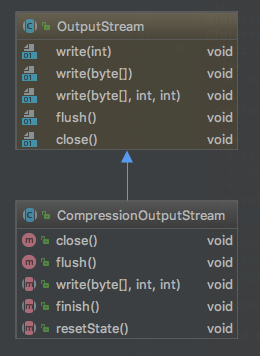 OutputStream
write(int) void
write(byte[]) void
write(byte[], int, int) void
flush() void
close() void
CompressionOutputStream
close() void
flush() void
write(byte[], int, int) void
finish() void
resetState() void